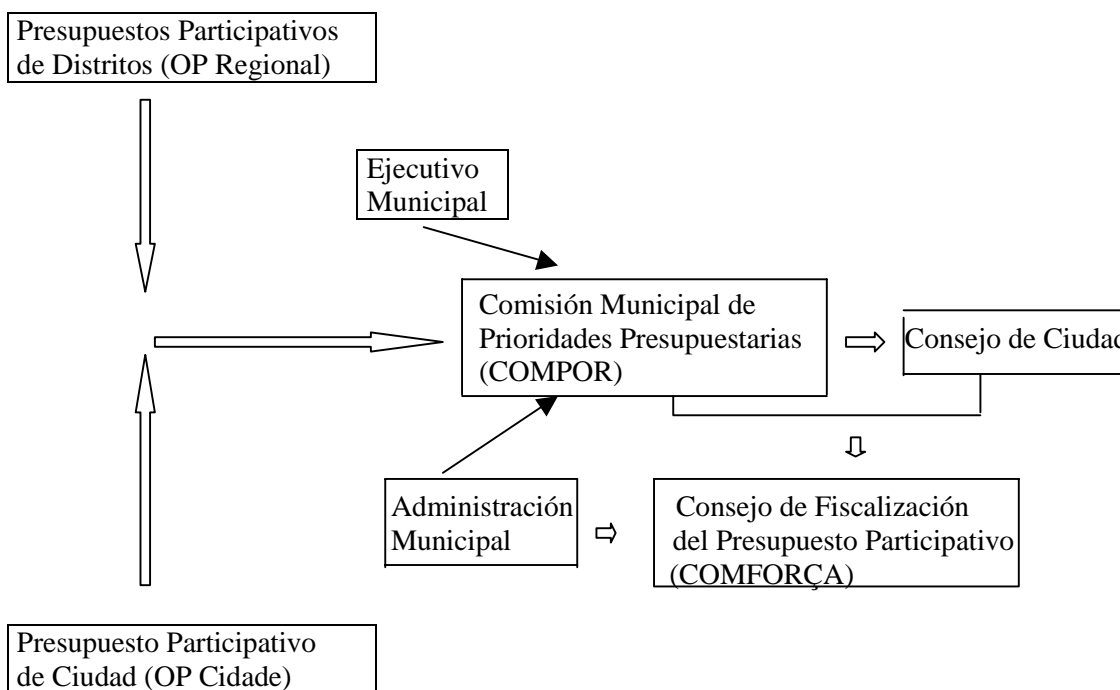 Presupuestos Participativos
de Distritos (OP Regional)
Ejecutivo
Municipal
Comisión Municipal de
Prioridades Presupuestarias
(COMPOR)
Consejo de Ciudad
Administración
Municipal
Consejo de Fiscalización
del Presupuesto Participativo
(COMFORÇA)
Presupuesto Participativo
de Ciudad (OP Cidade)